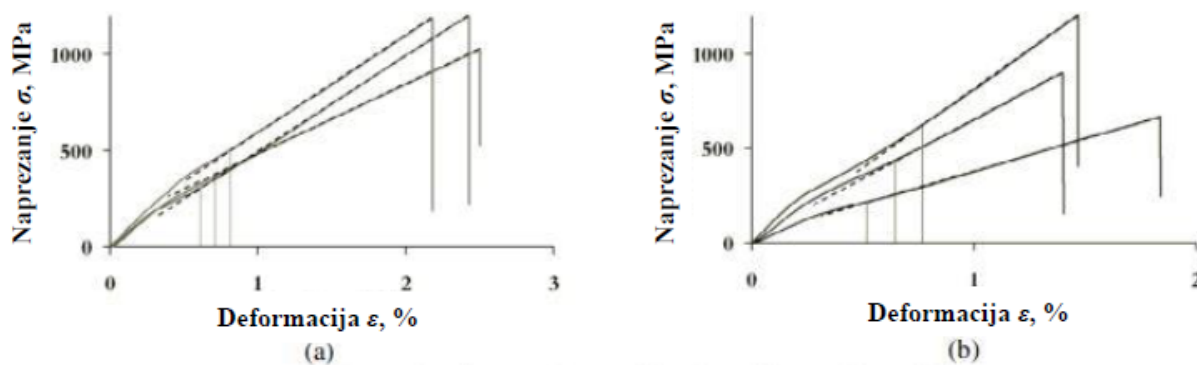 Naprezanje σ, MPa
1000
500
0
0 1 2 3
Deformacija ε, %
(a)
Naprezanje σ, MPa
1000
500
0
0 1 2
Deformacija ε, %
(b)